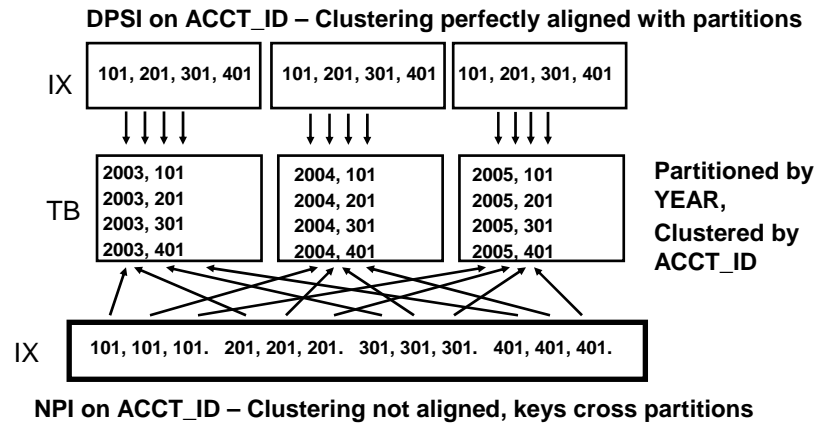 DPSI on ACCT_ID – Clustering perfectly aligned with partitions
IX
101, 201, 301, 401
101, 201, 301, 401
101, 201, 301, 401
TB
2003, 101
2003, 201
2003, 301
2003, 401
2004, 101
2004, 201
2004, 301
2004, 401
2005, 101
2005, 201
2005, 301
2005, 401
Partitioned by
YEAR,
Clustered by
ACCT_ID
IX
101, 101, 101. 201, 201, 201. 301, 301, 301. 401, 401, 401.
NPI on ACCT_ID – Clustering not aligned, keys cross partitions